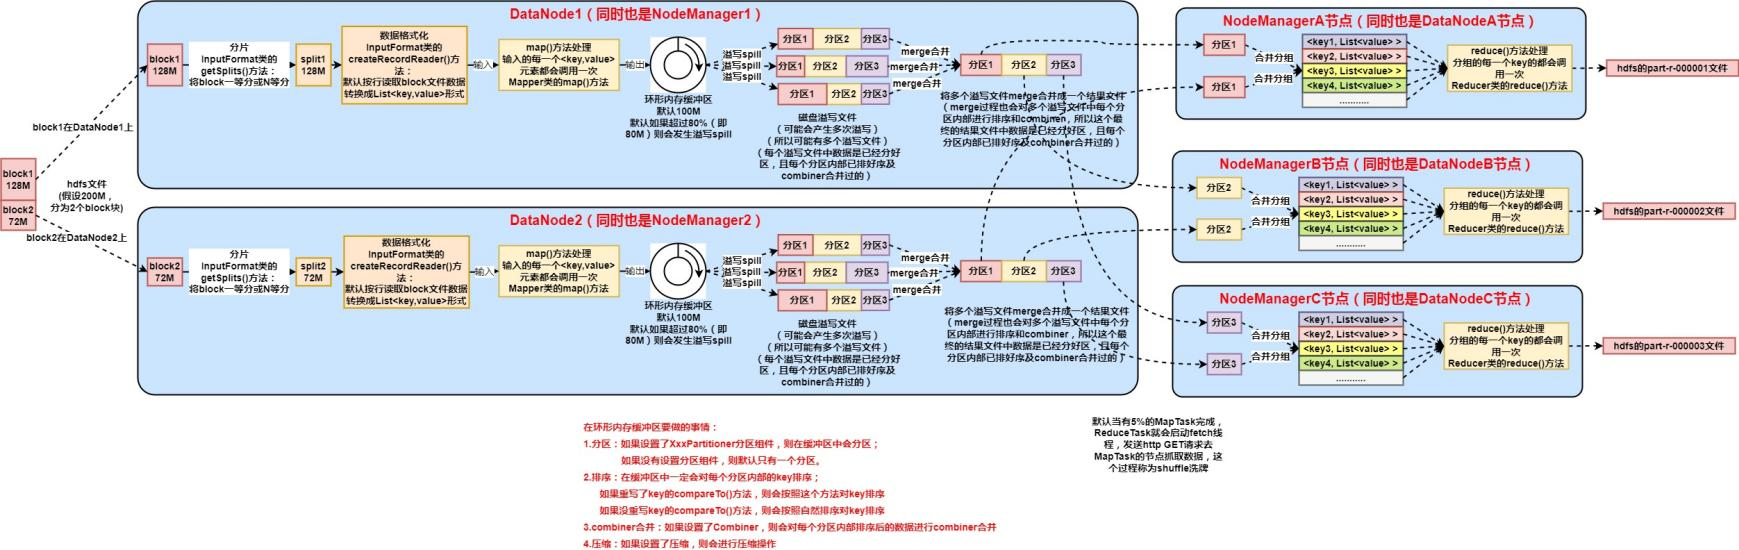 DataNode1（同时也是NodeManager1）
block1
128M
分片
InputFormat类的
getSplits()方法：
将block一等分或N等分
split1
128M
数据格式化
InputFormat类的
createRecordReader()
方法
：
默认按行读取block文件数据
转换成List<key,value>形式
输入
map()方法处理
输入的每一个<key,value>
元素都会调用一次
Mapper类的map()方法
输出
环形内存缓冲区
默认100M
默认如果超过80%（即
80M）则会发生溢写spill
溢写spill
溢写spill
溢写spill
分区1 分区2 分区3
分区1 分区2 分区3
分区1 分区2 分区3
磁盘溢写文件
（可能会产生多次溢写）
（所以可能有多个溢写文件）
（每个溢写文件中数据是已经分好
区，且每个分区内部已排好序及
combiner合并过的）
merge合并
merge合并
merge合并
分区1 分区2 分区3
将多个溢写文件merge合并成一个结果文件
（merge过程也会对多个溢写文件中每个分
区内部进行排序和combiner，所以这个最
终的结果文件中数据是已经分好区，且每个
分区内部已排好序及combiner合并过的）
block1在DataNode1上
block1
128M
block2
72M
hdfs文件
(假设200M，
分为2个block块)
block2在DataNode2上
DataNode2（同时也是NodeManager2）
block2
72M
分片
InputFormat类的
getSplits()方法：
将block一等分或N等分
split2
72M
数据格式化
InputFormat类的
createRecordReader()方
法
：
默认按行读取block文件数据
转换成List<key,value>形式
输入
map()方法处理
输入的每一个<key,value>
元素都会调用一次
Mapper类的map()方法
输出
环形内存缓冲区
默认100M
默认如果超过80%（即
80M）则会发生溢写spill
溢写spill
溢写spill
溢写spill
分区1 分区2 分区3
分区1 分区2 分区3
分区1 分区2 分区3
磁盘溢写文件
（可能会产生多次溢写）
（所以可能有多个溢写文件）
（每个溢写文件中数据是已经分好
区，且每个分区内部已排好序及
combiner合并过的）
merge合并
merge合并
merge合并
分区1 分区2 分区3
将多个溢写文件merge合并成一个结果文件
（merge过程也会对多个溢写文件中每个分
区内部进行排序和combiner，所以这个最
终的结果文件中数据是已经分好区，且每个
分区内部已排好序及combiner合并过的）
NodeManagerA节点（同时也是DataNodeA节点）
分区1
分区1
合并分组
合并分组
<key1, List<value> >
<key2, List<value> >
<key3, List<value> >
<key4, List<value> >
...........
reduce()方法处理
分组的每一个key的都会调
用一次
Reducer类的reduce()方法
hdfs的part-r-000001文件
NodeManagerB节点（同时也是DataNodeB节点）
分区2
分区2
合并分组
合并分组
<key1, List<value> >
<key2, List<value> >
<key3, List<value> >
<key4, List<value> >
...........
reduce()方法处理
分组的每一个key的都会调
用一次
Reducer类的reduce()方法
hdfs的part-r-000002文件
NodeManagerC节点（同时也是DataNodeC节点）
分区3
分区3
合并分组
合并分组
<key1, List<value> >
<key2, List<value> >
<key3, List<value> >
<key4, List<value> >
...........
reduce()方法处理
分组的每一个key的都会调
用一次
Reducer类的reduce()方法
hdfs的part-r-000003文件
在环形内存缓冲区要做的事情：
1.分区：如果设置了XxxPartitioner分区组件，则在缓冲区中会分区；
如果没有设置分区组件，则默认只有一个分区。
2.排序：在缓冲区中一定会对每个分区内部的key排序；
如果重写了key的compareTo()方法，则会按照这个方法对key排序
如果没重写key的compareTo()方法，则会按照自然排序对key排序
3.combiner合并：如果设置了Combiner，则会对每个分区内部排序后的数据进行combiner合并
4.压缩：如果设置了压缩，则会进行压缩操作
默认当有5%的MapTask完成，
ReduceTask就会启动fetch线
程，发送http GET请求去
MapTask的节点抓取数据，这
个过程称为shuffle洗牌